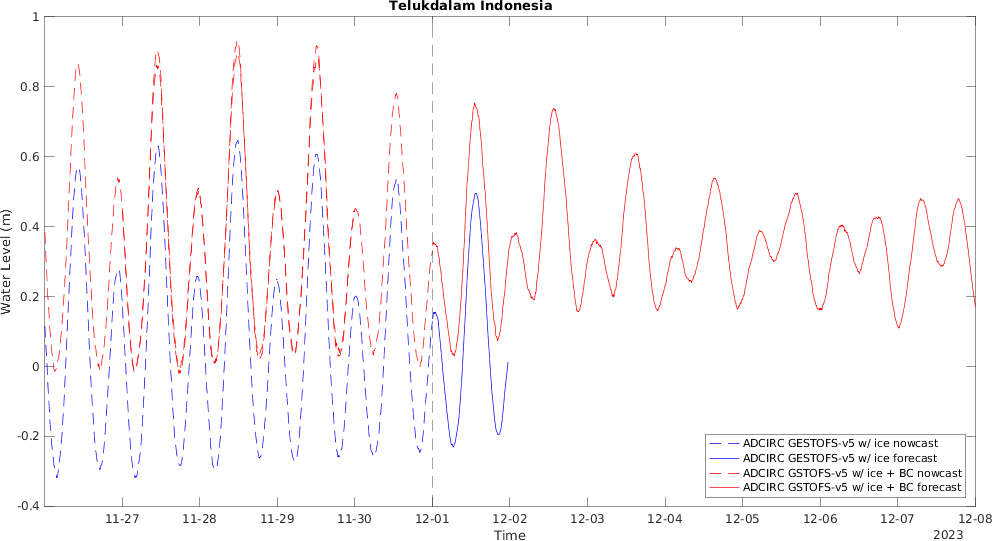 Telukdalam Indonesia
1
0.8
0.6
0.4
0.2
0
-0.2
-0.4
Water Level (m)
11-27 11-28 11-29 11-30 12-01 12-02 12-03 12-04 12-05 12-06 12-07 12-08
Time
2023
ADCIRC GESTOFS-v5 w/ ice nowcast
ADCIRC GESTOFS-v5 w/ ice forecast
ADCIRC GSTOFS-v5 w/ ice + BC nowcast
ADCIRC GSTOFS-v5 w/ ice + BC forecast